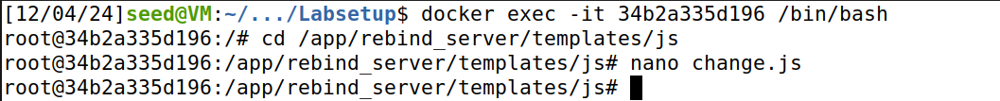 [12/04/24]seed@VM:~/.../Labsetup$ docker exec -it 34b2a335d196 /bin/bash
root@34b2a335d196:/# cd /app/rebind_server/templates/js
root@34b2a335d196:/app/rebind_server/templates/js# nano change.js
root@34b2a335d196:/app/rebind_server/templates/js#